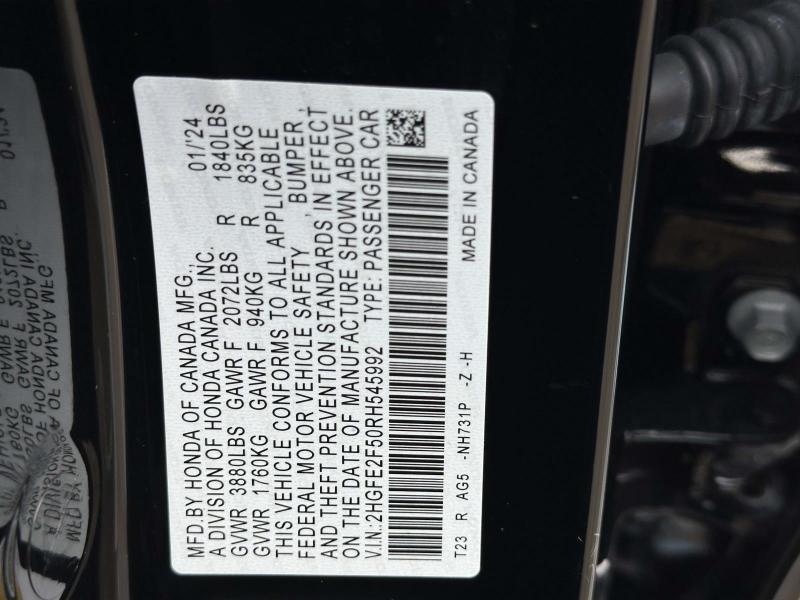 MFD.BY HONDA OF CANADA MFG., 01/'24
A DIVISION OF HONDA CANADA INC.
GVWR 3880LBS GAWR F 2072LBS R 1840LBS
GVWR 1760KG GAWR F 940KG R 835KG
THIS VEHICLE CONFORMS TO ALL APPLICABLE
FEDERAL MOTOR VEHICLE SAFETY , BUMPER ,
AND THEFT PREVENTION STANDARDS IN EFFECT
ON THE DATE OF MANUFACTURE SHOWN ABOVE.
V.I.N.:2HGFE2F50RH545992 TYPE: PASSENGER CAR
T23 R AG5 -NH731P -Z -H MADE IN CANADA